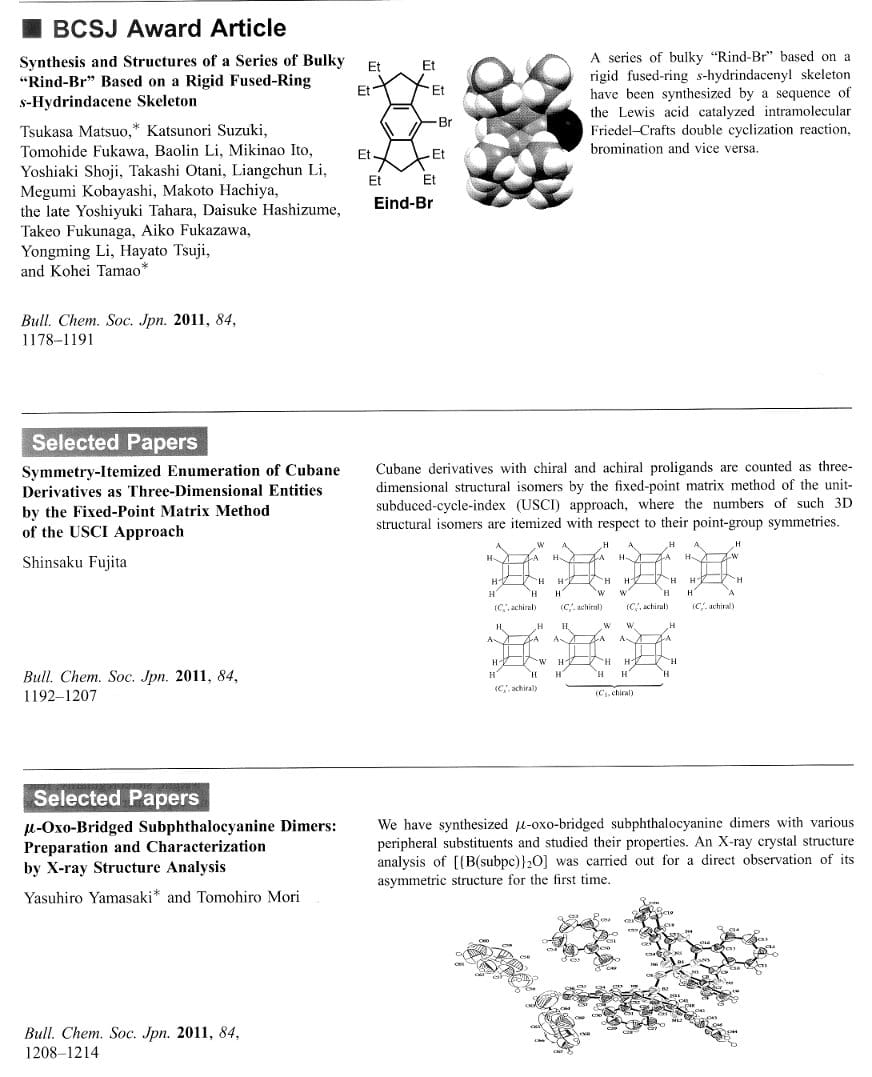 ■ BCSJ Award Article
Synthesis and Structures of a Series of Bulky
“Rind-Br” Based on a Rigid Fused-Ring
s-Hydrindacene Skeleton
Tsukasa Matsuo,* Katsunori Suzuki,
Tomohide Fukawa, Baolin Li, Mikinao Ito,
Yoshiaki Shoji, Takashi Otani, Liangchun Li,
Megumi Kobayashi, Makoto Hachiya,
the late Yoshiyuki Tahara, Daisuke Hashizume,
Takeo Fukunaga, Aiko Fukazawa,
Yongming Li, Hayato Tsuji,
and Kohei Tamao*
Bull. Chem. Soc. Jpn. 2011, 84,
1178–1191
Et Et
Et Et
Br
Et Et
Et Et
Eind-Br
A series of bulky “Rind-Br” based on a
rigid fused-ring s-hydrindacenyl skeleton
have been synthesized by a sequence of
the Lewis acid catalyzed intramolecular
Friedel–Crafts double cyclization reaction,
bromination and vice versa.
Selected Papers
Symmetry-Itemized Enumeration of Cubane
Derivatives as Three-Dimensional Entities
by the Fixed-Point Matrix Method
of the USCI Approach
Shinsaku Fujita
Bull. Chem. Soc. Jpn. 2011, 84,
1192–1207
Cubane derivatives with chiral and achiral proligands are counted as three-
dimensional structural isomers by the fixed-point matrix method of the unit-
subduced-cycle-index (USCI) approach, where the numbers of such 3D
structural isomers are itemized with respect to their point-group symmetries.
A W A H A H A H
H A H A H A H W
H H H H H H H H
H H H W W H H A
(Cs′, achiral) (Cs′, achiral) (Cs′, achiral) (Cs′, achiral)
H H H W W H
A A A A A A
H W H H H H
H H H H H H
(Cs′, achiral) (C1, chiral)
Selected Papers
μ-Oxo-Bridged Subphthalocyanine Dimers:
Preparation and Characterization
by X-ray Structure Analysis
Yasuhiro Yamasaki* and Tomohiro Mori
Bull. Chem. Soc. Jpn. 2011, 84,
1208–1214
We have synthesized μ-oxo-bridged subphthalocyanine dimers with various
peripheral substituents and studied their properties. An X-ray crystal structure
analysis of [{B(subpc)}2O] was carried out for a direct observation of its
asymmetric structure for the first time.